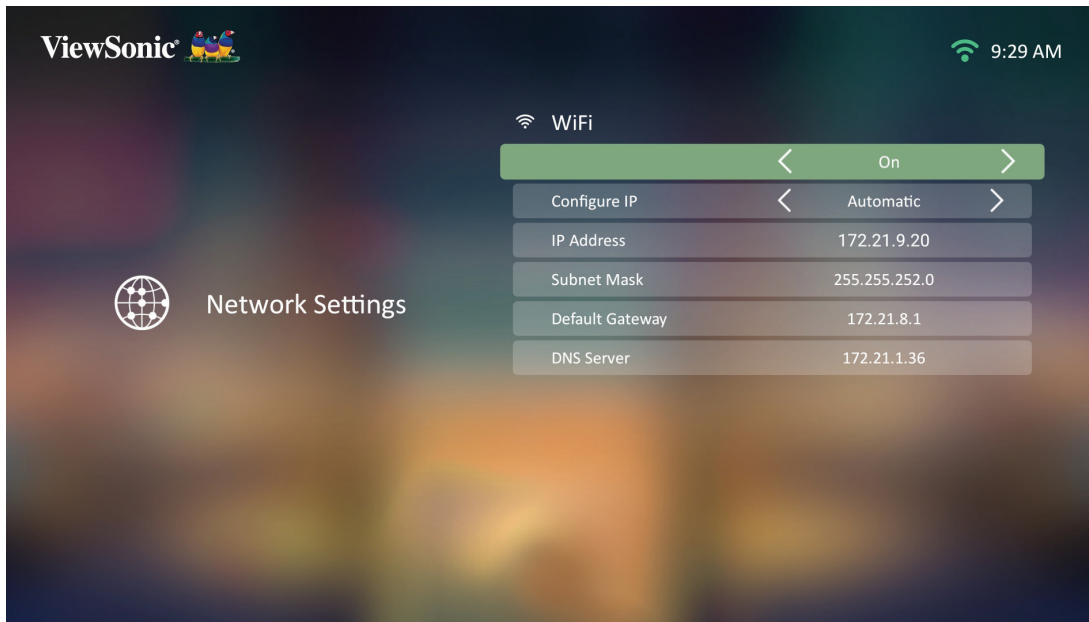 ViewSonic®
9:29 AM
WiFi
On
Configure IP Automatic
IP Address 172.21.9.20
Subnet Mask 255.255.252.0
Network Settings
Default Gateway 172.21.8.1
DNS Server 172.21.1.36